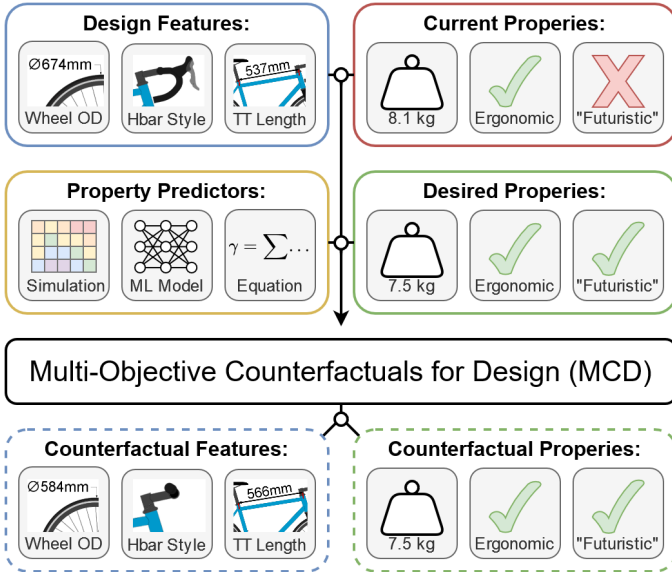 Design Features:
Ø674mm
Wheel OD
Hbar Style
537mm
TT Length
Current Properies:
8.1 kg
Ergonomic
"Futuristic"
Property Predictors:
Simulation
ML Model
γ = ∑...
Equation
Desired Properies:
7.5 kg
Ergonomic
"Futuristic"
Multi-Objective Counterfactuals for Design (MCD)
Counterfactual Features:
Ø584mm
Wheel OD
Hbar Style
566mm
TT Length
Counterfactual Properies:
7.5 kg
Ergonomic
"Futuristic"